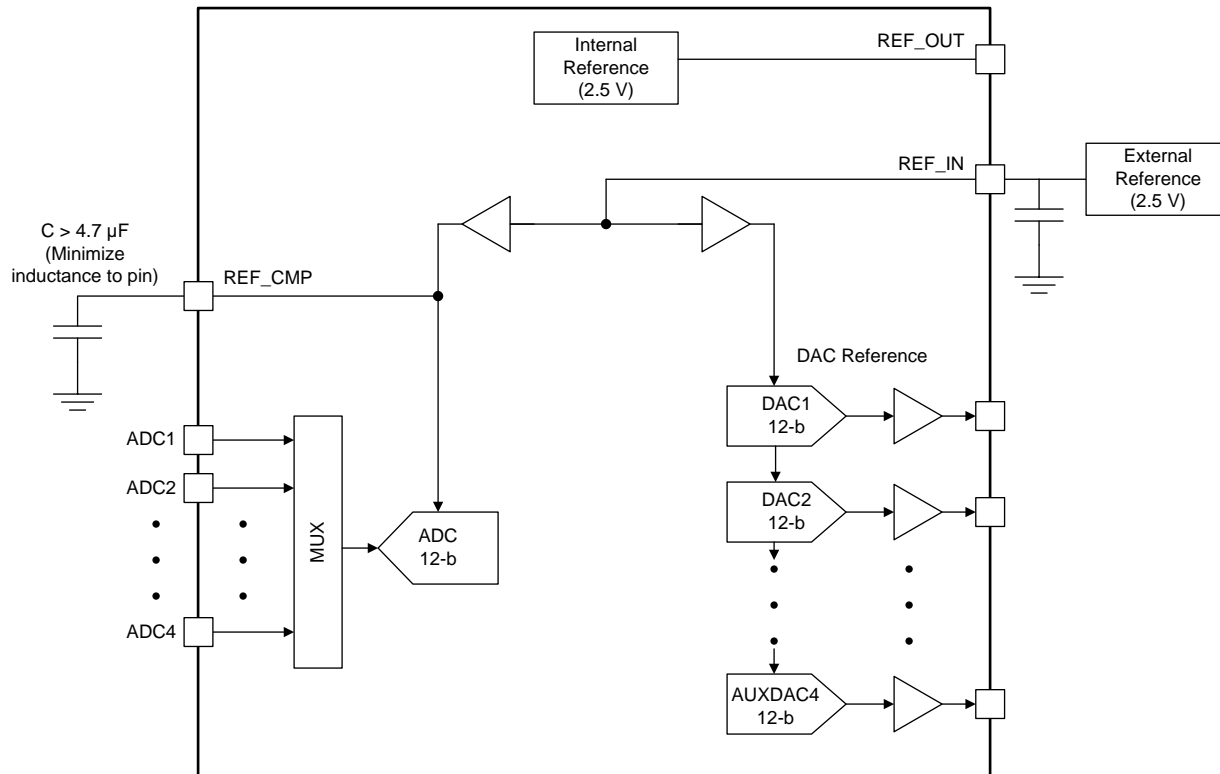 Internal
Reference
(2.5 V)
REF_OUT
REF_IN
External
Reference
(2.5 V)
C > 4.7 µF
(Minimize
inductance to pin)
REF_CMP
DAC Reference
ADC1
ADC2
ADC4
MUX
ADC
12-b
DAC1
12-b
DAC2
12-b
AUXDAC4
12-b